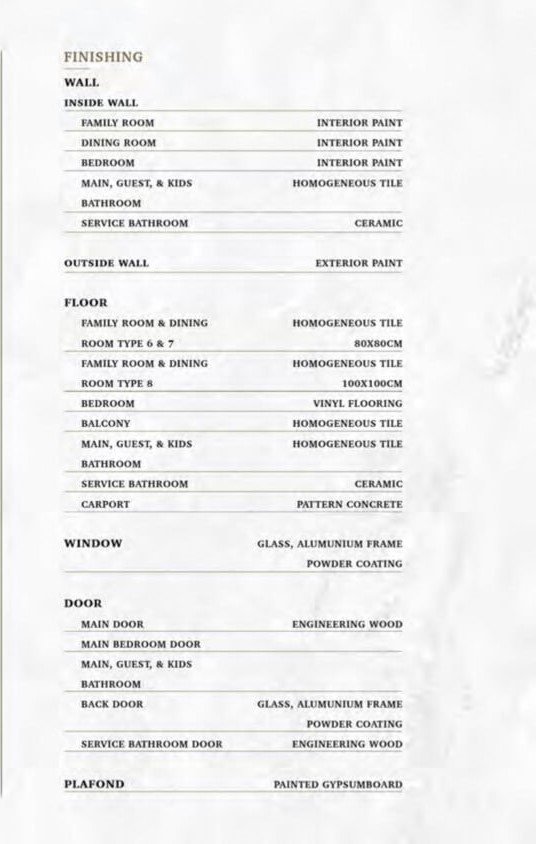 FINISHING
WALL
INSIDE WALL
FAMILY ROOM INTERIOR PAINT
DINING ROOM INTERIOR PAINT
BEDROOM INTERIOR PAINT
MAIN, GUEST, & KIDS HOMOGENEOUS TILE
BATHROOM
SERVICE BATHROOM CERAMIC
OUTSIDE WALL EXTERIOR PAINT
FLOOR
FAMILY ROOM & DINING HOMOGENEOUS TILE
ROOM TYPE 6 & 7 80X80CM
FAMILY ROOM & DINING HOMOGENEOUS TILE
ROOM TYPE 8 100X100CM
BEDROOM VINYL FLOORING
BALCONY HOMOGENEOUS TILE
MAIN, GUEST, & KIDS HOMOGENEOUS TILE
BATHROOM
SERVICE BATHROOM CERAMIC
CARPORT PATTERN CONCRETE
WINDOW GLASS, ALUMUNIUM FRAME
POWDER COATING
DOOR
MAIN DOOR ENGINEERING WOOD
MAIN BEDROOM DOOR
MAIN, GUEST, & KIDS
BATHROOM
BACK DOOR GLASS, ALUMUNIUM FRAME
POWDER COATING
SERVICE BATHROOM DOOR ENGINEERING WOOD
PLAFOND PAINTED GYPSUMBOARD